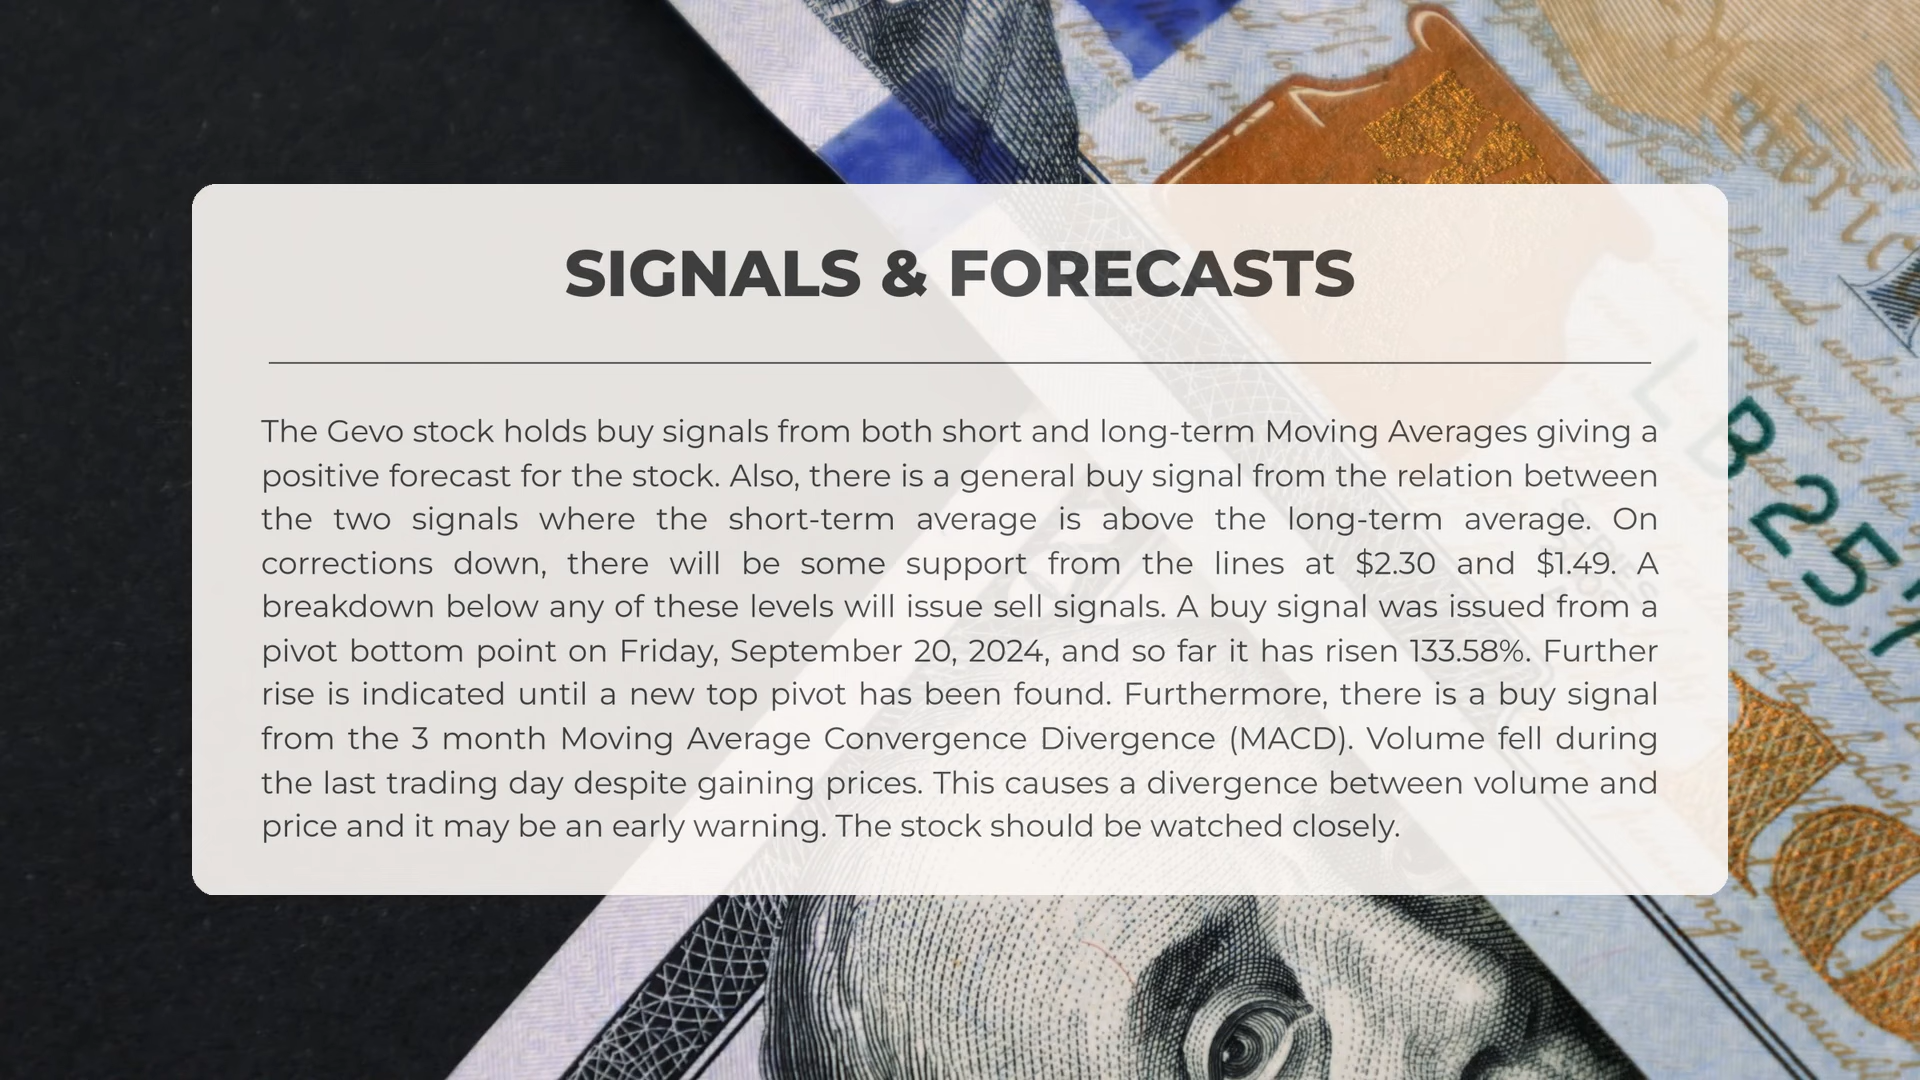 SIGNALS & FORECASTS
The Gevo stock holds buy signals from both short and long-term Moving Averages giving a
positive forecast for the stock. Also, there is a general buy signal from the relation between
the two signals where the short-term average is above the long-term average. On
corrections down, there will be some support from the lines at $2.30 and $1.49. A
breakdown below any of these levels will issue sell signals. A buy signal was issued from a
pivot bottom point on Friday, September 20, 2024, and so far it has risen 133.58%. Further
rise is indicated until a new top pivot has been found. Furthermore, there is a buy signal
from the 3 month Moving Average Convergence Divergence (MACD). Volume fell during
the last trading day despite gaining prices. This causes a divergence between volume and
price and it may be an early warning. The stock should be watched closely.